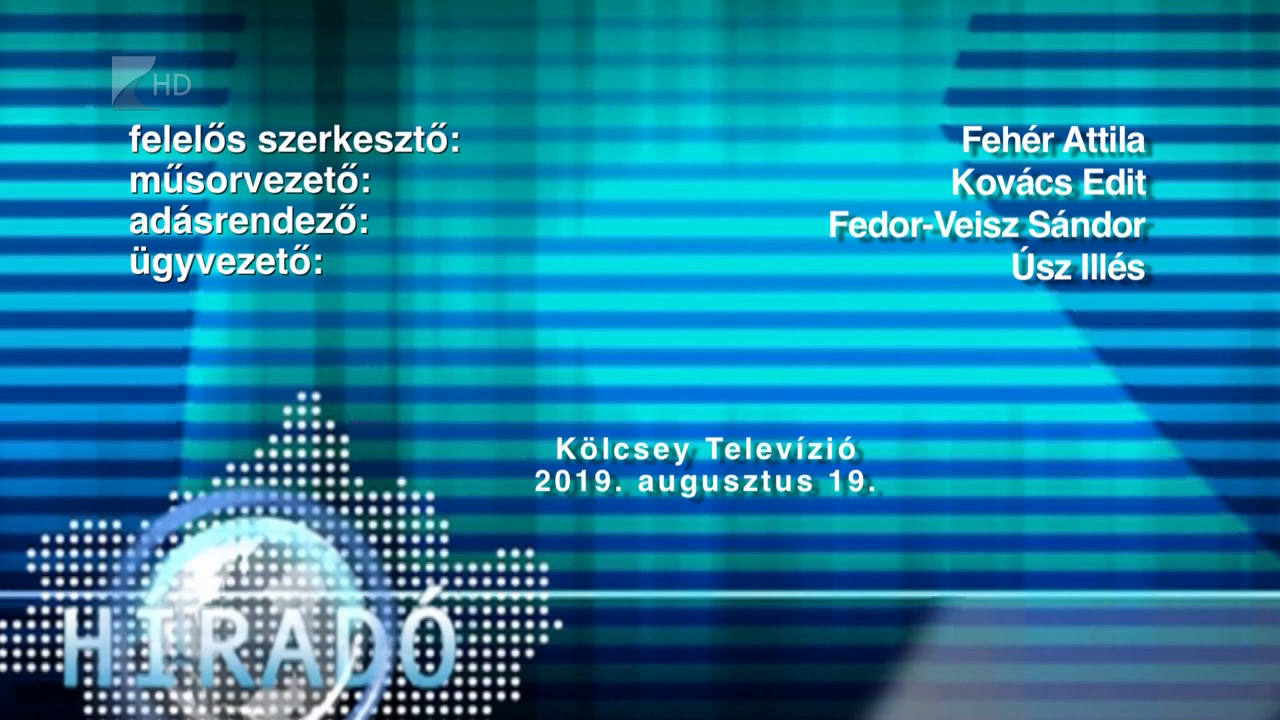 HD
felelős szerkesztő: Fehér Attila
műsorvezető: Kovács Edit
adásrendező: Fedor-Veisz Sándor
ügyvezető: Úsz Illés
Kölcsey Televízió
2019. augusztus 19.
HÍRADÓ